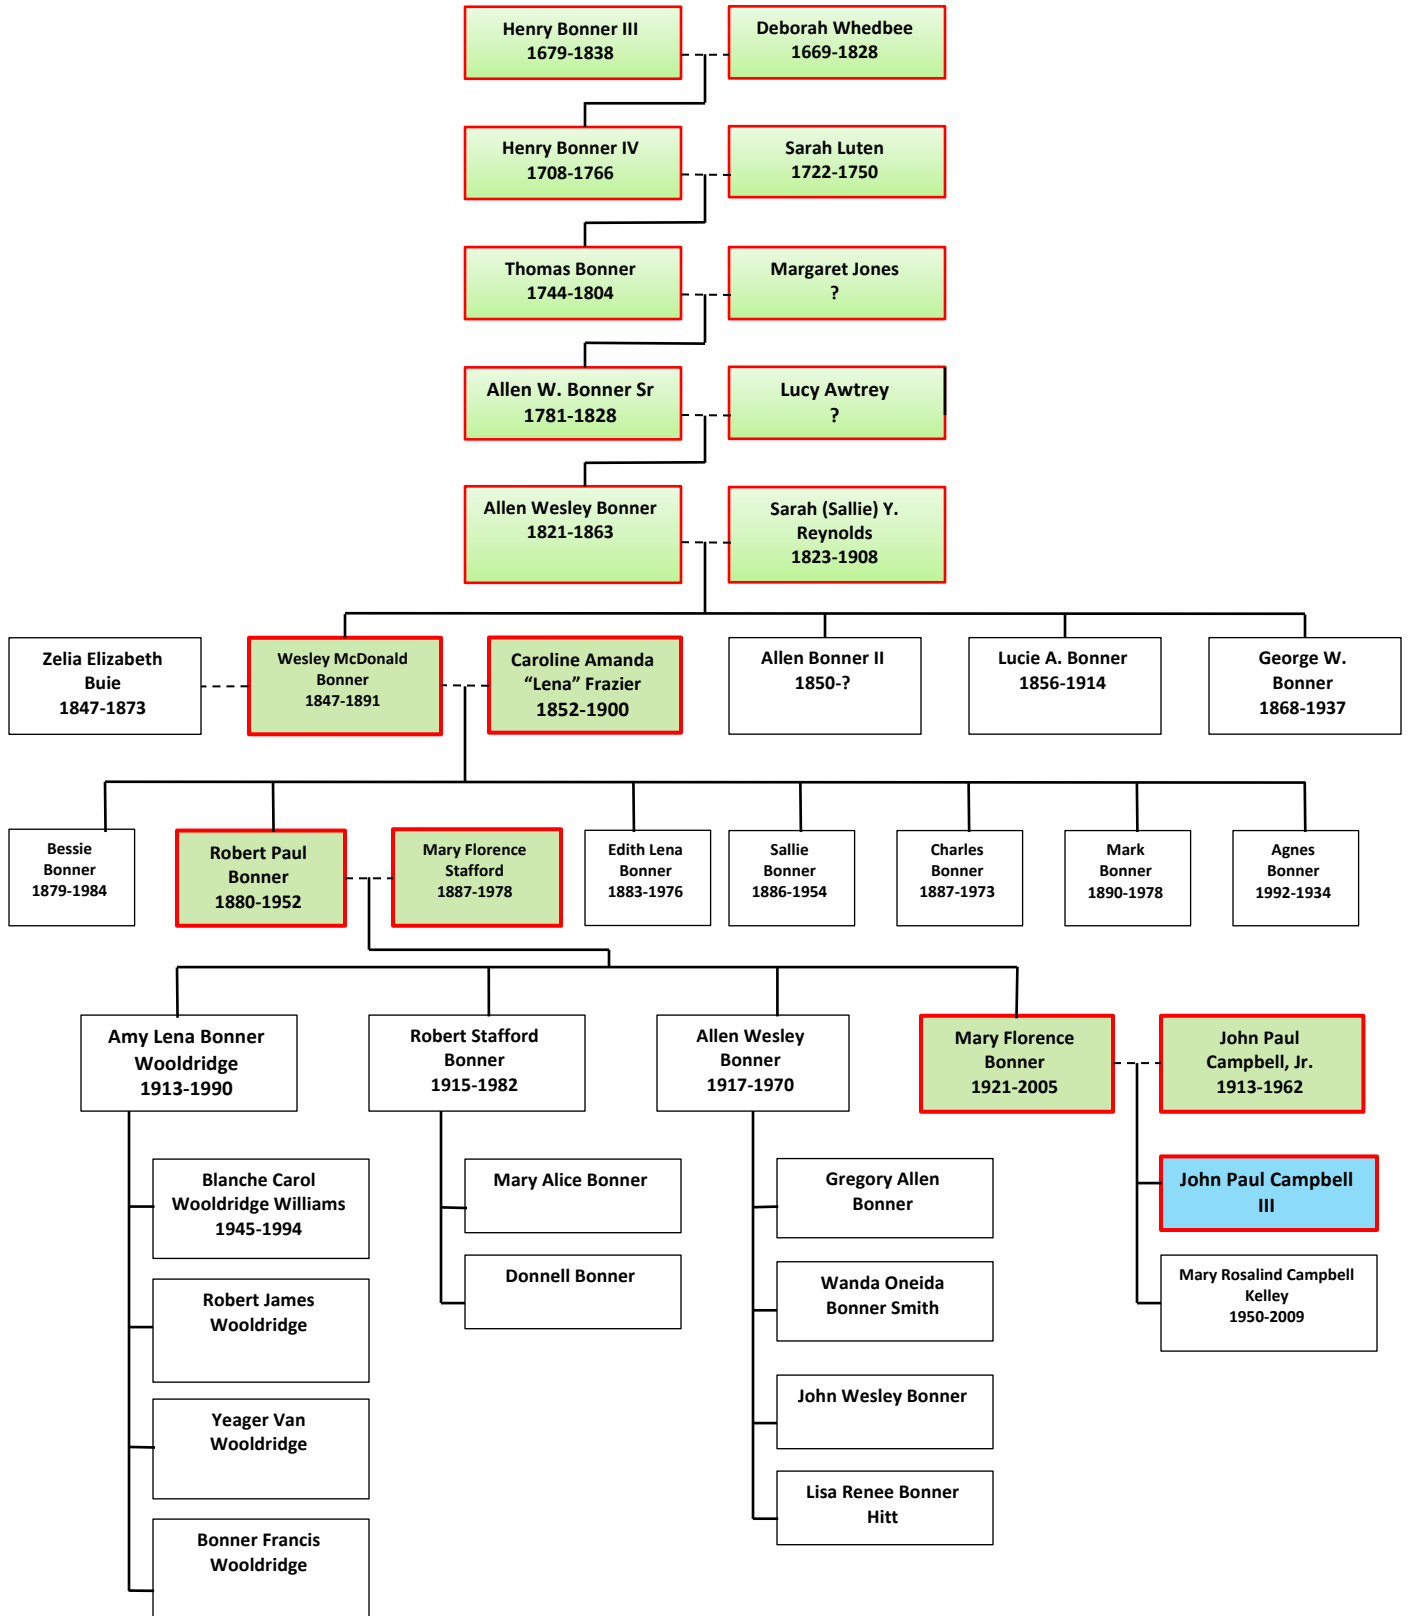 Henry Bonner III
1679-1838
Deborah Whedbee
1669-1828
Henry Bonner IV
1708-1766
Sarah Luten
1722-1750
Thomas Bonner
1744-1804
Margaret Jones
?
Allen W. Bonner Sr
1781-1828
Lucy Awtrey
?
Allen Wesley Bonner
1821-1863
Sarah (Sallie) Y.
Reynolds
1823-1908
Zelia Elizabeth
Buie
1847-1873
Wesley McDonald
Bonner
1847-1891
Caroline Amanda
“Lena” Frazier
1852-1900
Allen Bonner II
1850-?
Lucie A. Bonner
1856-1914
George W.
Bonner
1868-1937
Bessie
Bonner
1879-1984
Robert Paul
Bonner
1880-1952
Mary Florence
Stafford
1887-1978
Edith Lena
Bonner
1883-1976
Sallie
Bonner
1886-1954
Charles
Bonner
1887-1973
Mark
Bonner
1890-1978
Agnes
Bonner
1992-1934
Amy Lena Bonner
Wooldridge
1913-1990
Robert Stafford
Bonner
1915-1982
Allen Wesley
Bonner
1917-1970
Mary Florence
Bonner
1921-2005
John Paul
Campbell, Jr.
1913-1962
Blanche Carol
Wooldridge Williams
1945-1994
Robert James
Wooldridge
Yeager Van
Wooldridge
Bonner Francis
Wooldridge
Mary Alice Bonner
Donnell Bonner
Gregory Allen
Bonner
Wanda Oneida
Bonner Smith
John Wesley Bonner
Lisa Renee Bonner
Hitt
John Paul Campbell
III
Mary Rosalind Campbell
Kelley
1950-2009